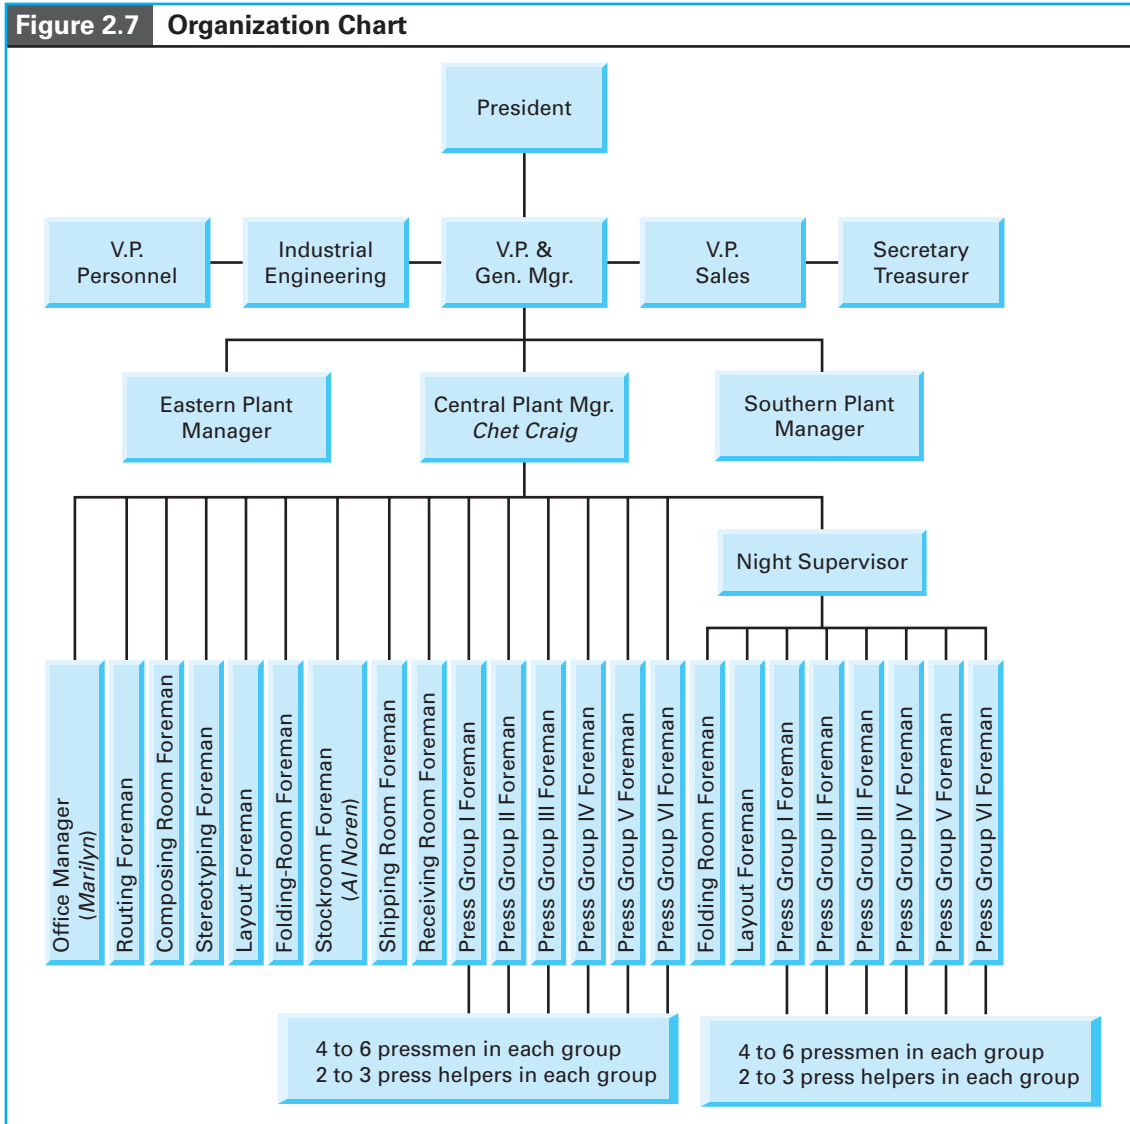 Figure 2.7 Organization Chart
President
V.P.
Personnel
Industrial
Engineering
V.P. &
Gen. Mgr.
V.P.
Sales
Secretary
Treasurer
Eastern Plant
Manager
Central Plant Mgr.
Chet Craig
Southern Plant
Manager
Night Supervisor
Office Manager
(Marilyn)
Routing Foreman
Composing Room Foreman
Stereotyping Foreman
Layout Foreman
Folding-Room Foreman
Stockroom Foreman
(Al Noren)
Shipping Room Foreman
Receiving Room Foreman
Press Group I Foreman
Press Group II Foreman
Press Group III Foreman
Press Group IV Foreman
Press Group V Foreman
Press Group VI Foreman
Folding Room Foreman
Layout Foreman
Press Group I Foreman
Press Group II Foreman
Press Group III Foreman
Press Group IV Foreman
Press Group V Foreman
Press Group VI Foreman
4 to 6 pressmen in each group
2 to 3 press helpers in each group
4 to 6 pressmen in each group
2 to 3 press helpers in each group